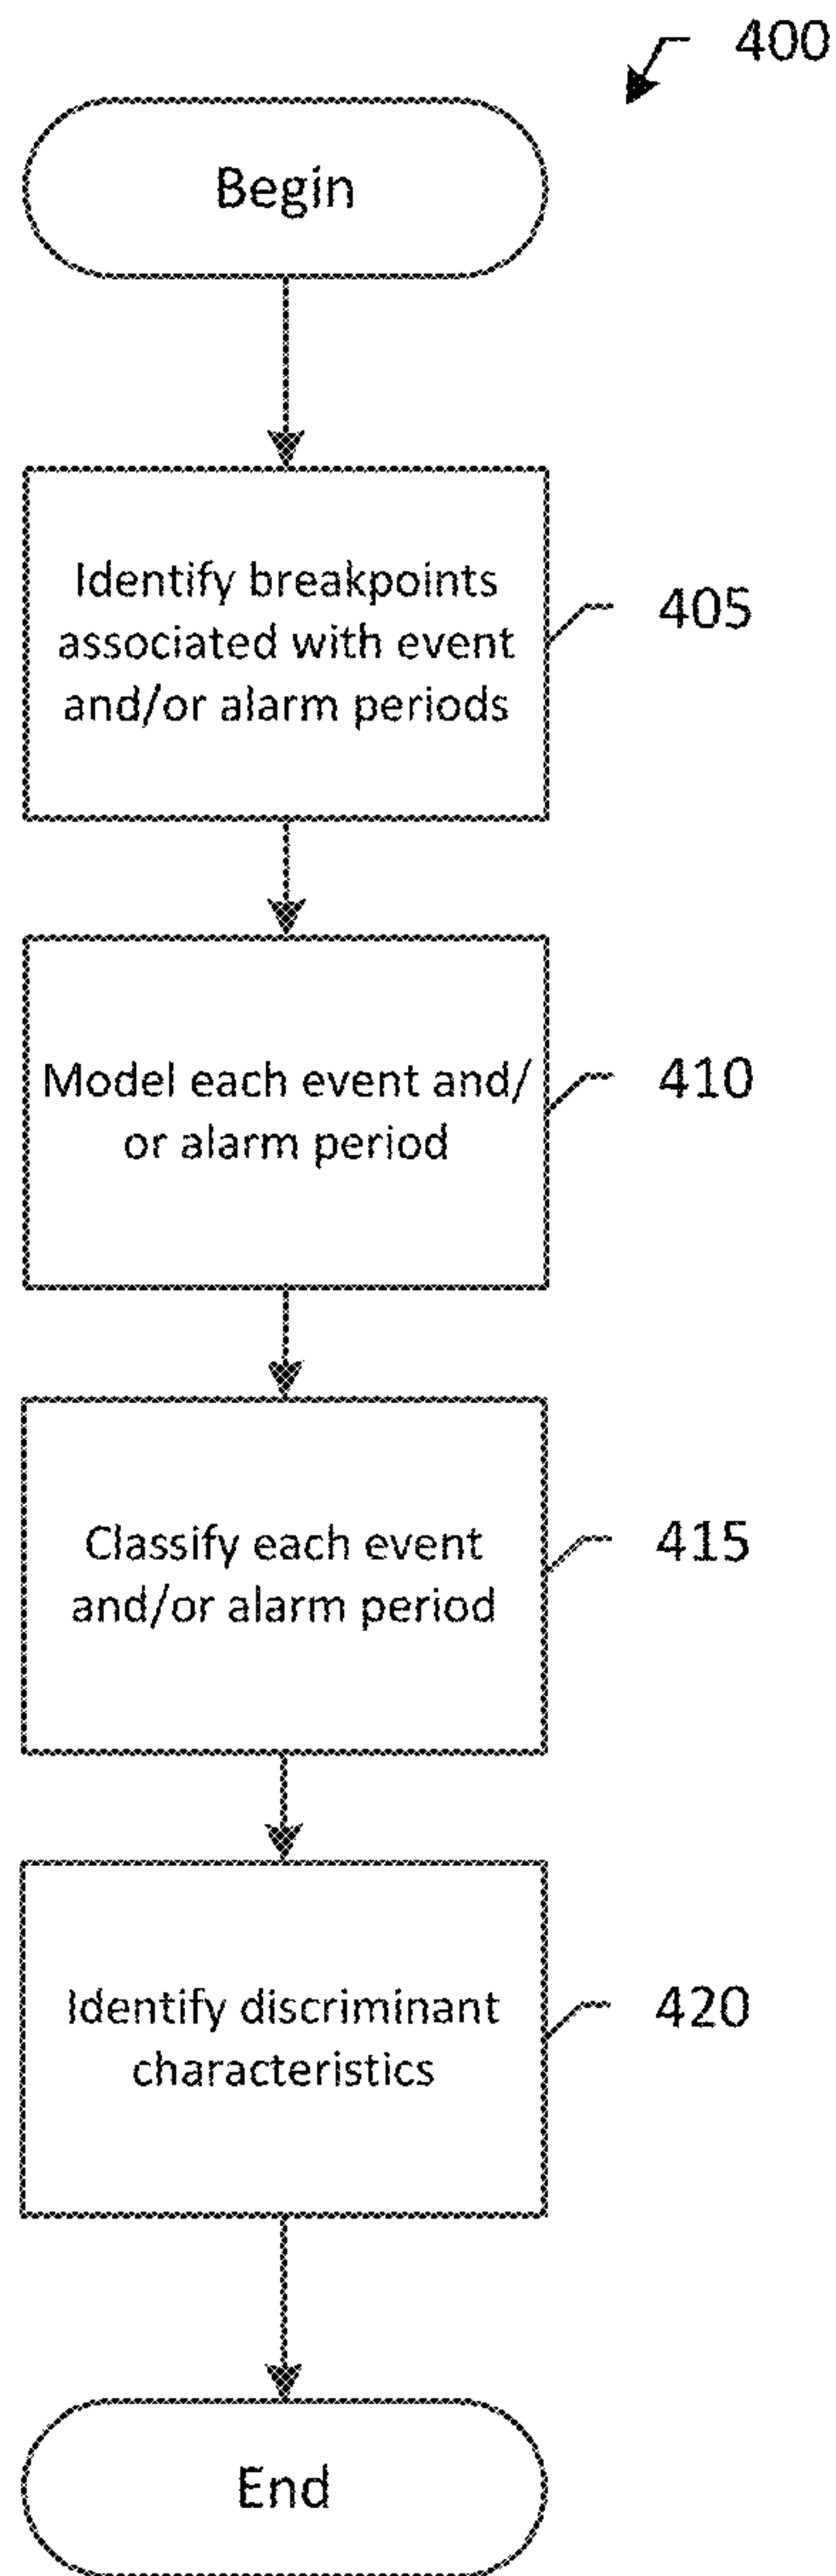 400
Begin
Identify breakpoints
associated with event
and/or alarm periods
405
Model each event and/
or alarm period
410
Classify each event
and/or alarm period
415
Identify discriminant
characteristics
420
End